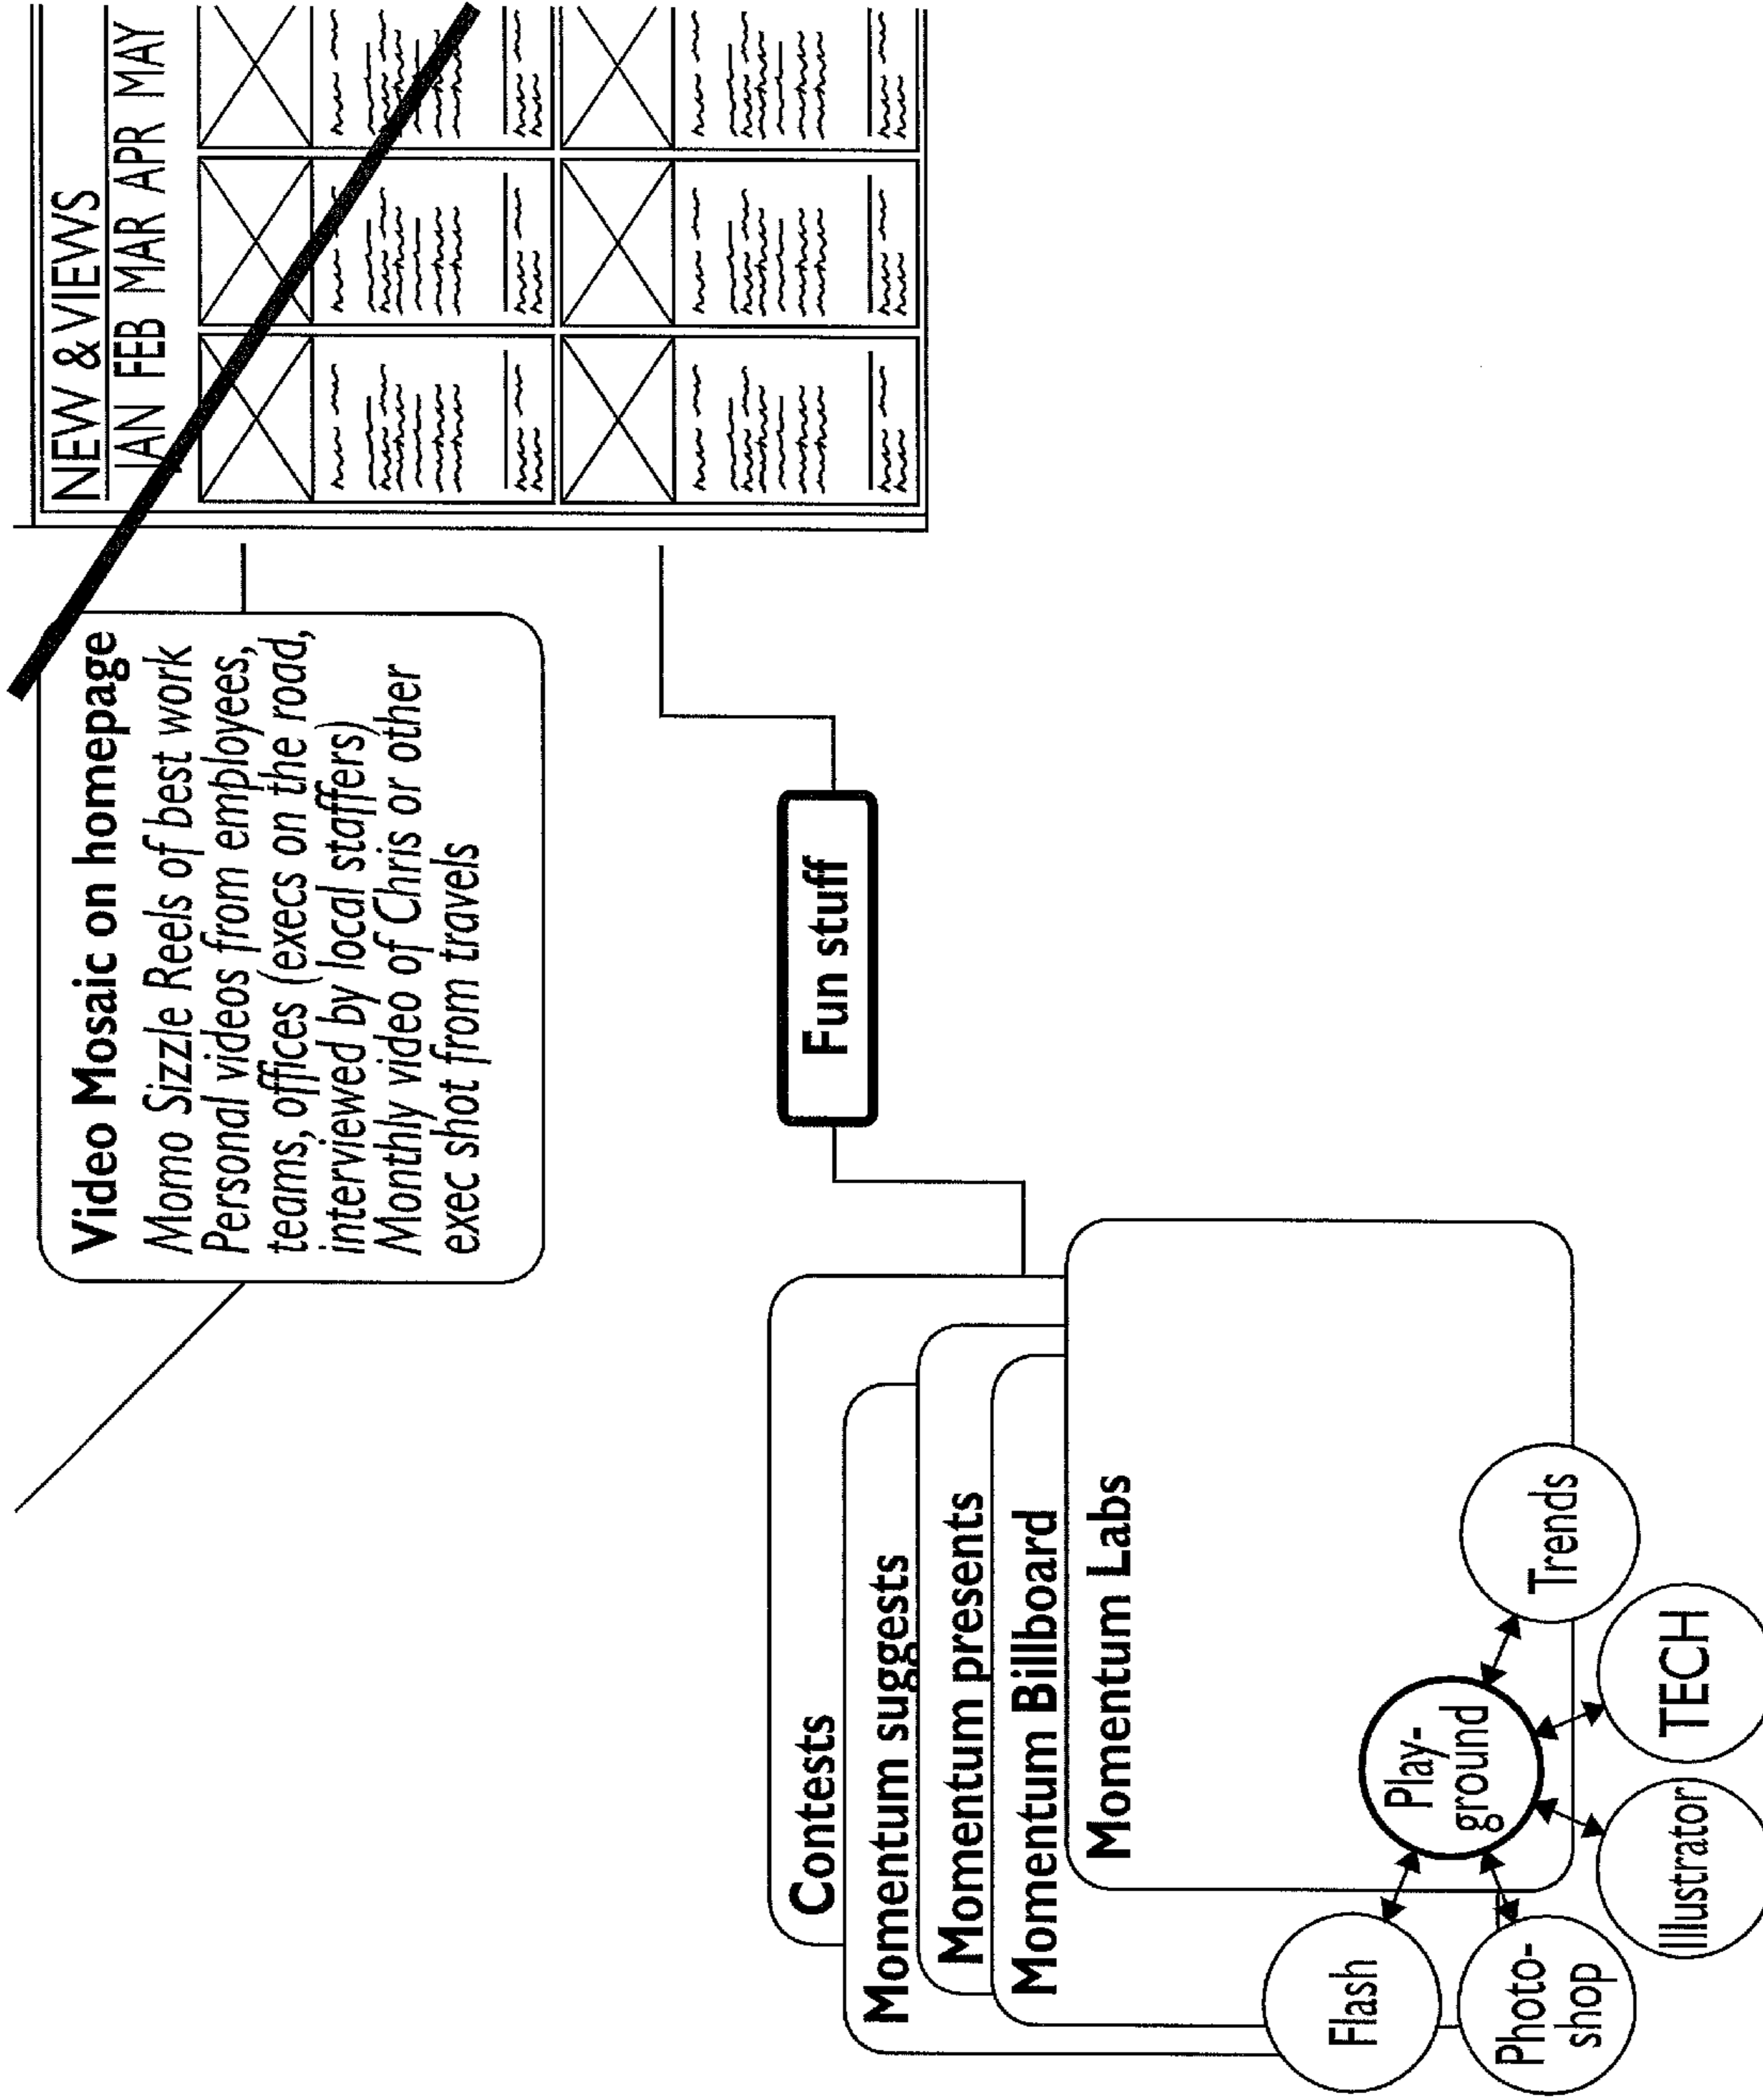 NEW & VIEWS
JAN FEB MAR APR MAY
Video Mosaic on homepage
Momo Sizzle Reels of best work
Personal videos from employees,
teams, offices (execs on the road,
interviewed by local staffers)
Monthly video of Chris or other
exec shot from travels
Fun stuff
Contests
Momentum suggests
Momentum presents
Momentum Billboard
Momentum Labs
Play-
ground
Flash
Photo-
shop
Illustrator
TECH
Trends